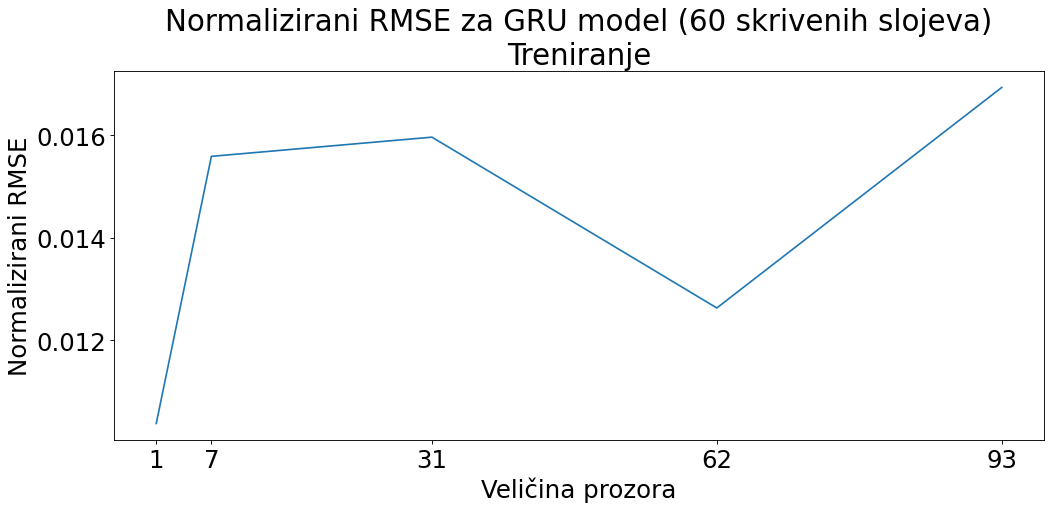 Normalizirani RMSE za GRU model (60 skrivenih slojeva)
Treniranje
Normalizirani RMSE
0.016
0.014
0.012
1 7 31 62 93
Veličina prozora